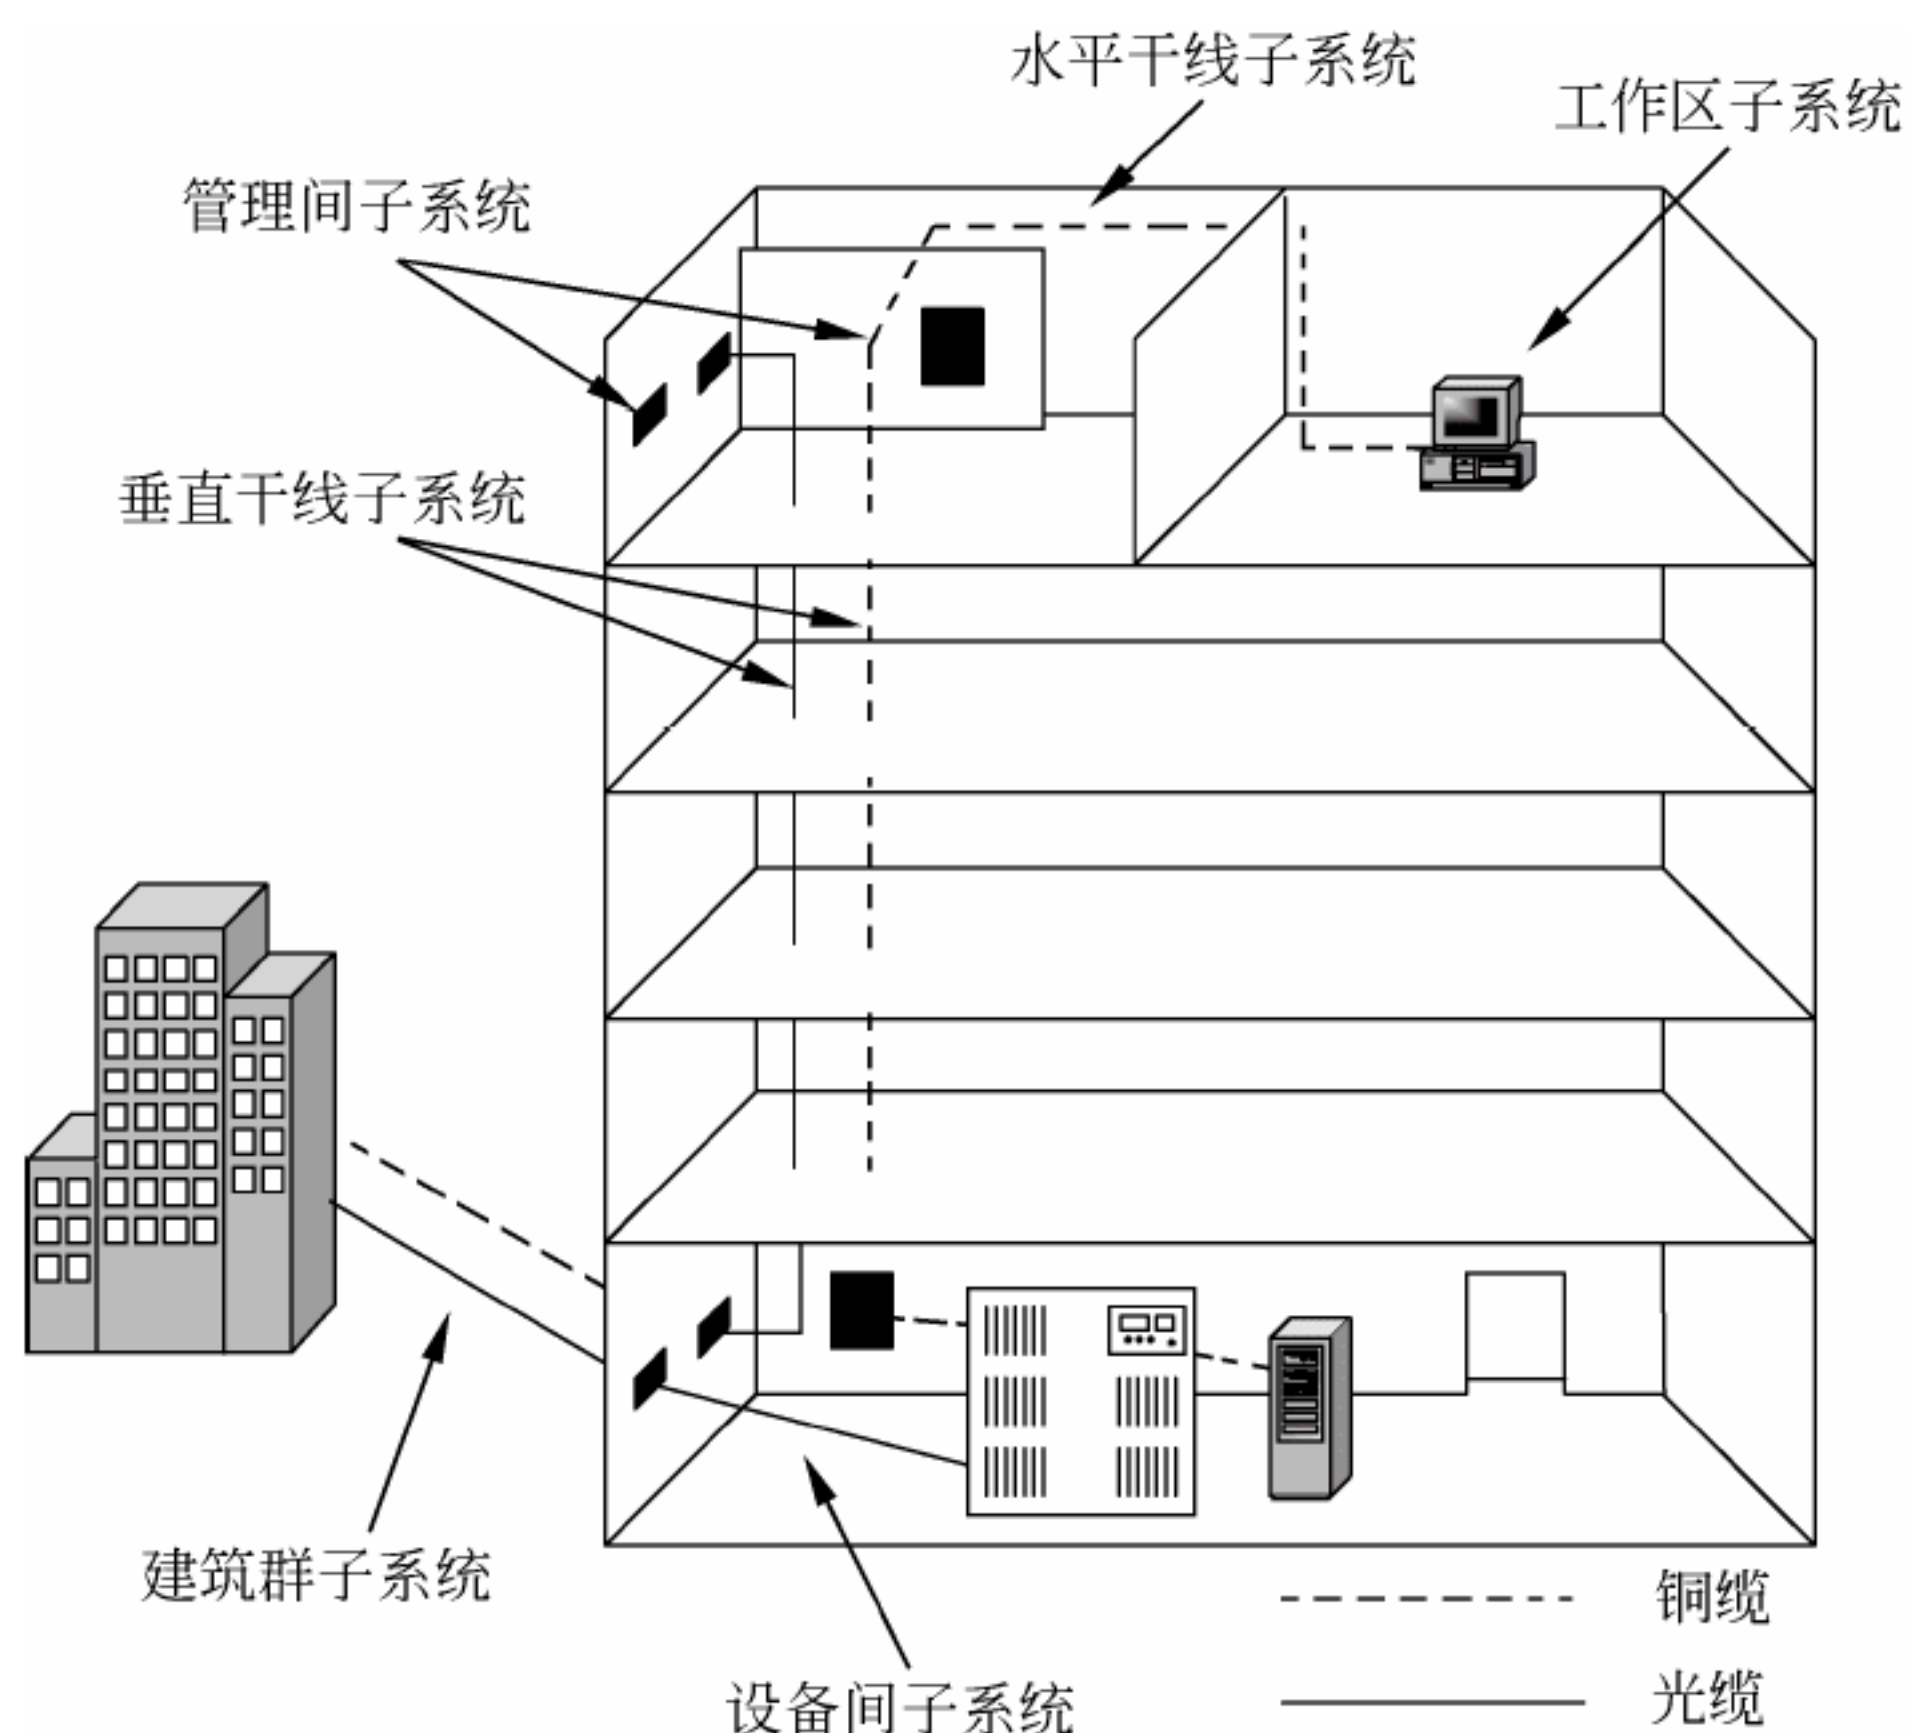 水平干线子系统
工作区子系统
管理间子系统
垂直干线子系统
建筑群子系统
设备间子系统
铜缆
光缆